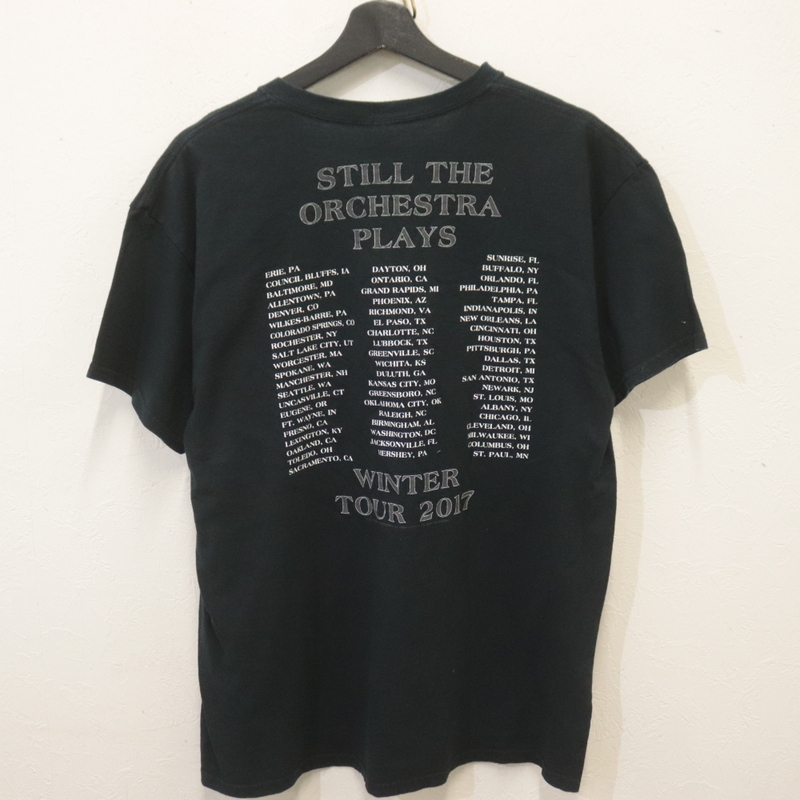 STILL THE
ORCHESTRA
PLAYS
ERIE, PA
COUNCIL BLUFFS, IA
BALTIMORE, MD
ALLENTOWN, PA
DENVER, CO
WILKES-BARRE, PA
COLORADO SPRINGS, CO
ROCHESTER, NY
SALT LAKE CITY, UT
WORCESTER, MA
SPOKANE, WA
MANCHESTER, NH
SEATTLE, WA
UNCASVILLE, CT
EUGENE, OR
FT. WAYNE, IN
FRESNO, CA
LEXINGTON, KY
OAKLAND, CA
TOLEDO, OH
SACRAMENTO, CA
DAYTON, OH
ONTARIO, CA
GRAND RAPIDS, MI
PHOENIX, AZ
RICHMOND, VA
EL PASO, TX
CHARLOTTE, NC
LUBBOCK, TX
GREENVILLE, SC
WICHITA, KS
DULUTH, GA
KANSAS CITY, MO
GREENSBORO, NC
OKLAHOMA CITY, OK
RALEIGH, NC
BIRMINGHAM, AL
WASHINGTON, DC
JACKSONVILLE, FL
HERSHEY, PA
SUNRISE, FL
BUFFALO, NY
ORLANDO, FL
PHILADELPHIA, PA
TAMPA, FL
INDIANAPOLIS, IN
NEW ORLEANS, LA
CINCINNATI, OH
HOUSTON, TX
PITTSBURGH, PA
DALLAS, TX
DETROIT, MI
SAN ANTONIO, TX
NEWARK, NJ
ST. LOUIS, MO
ALBANY, NY
CHICAGO, IL
CLEVELAND, OH
MILWAUKEE, WI
COLUMBUS, OH
ST. PAUL, MN
WINTER
TOUR 2017